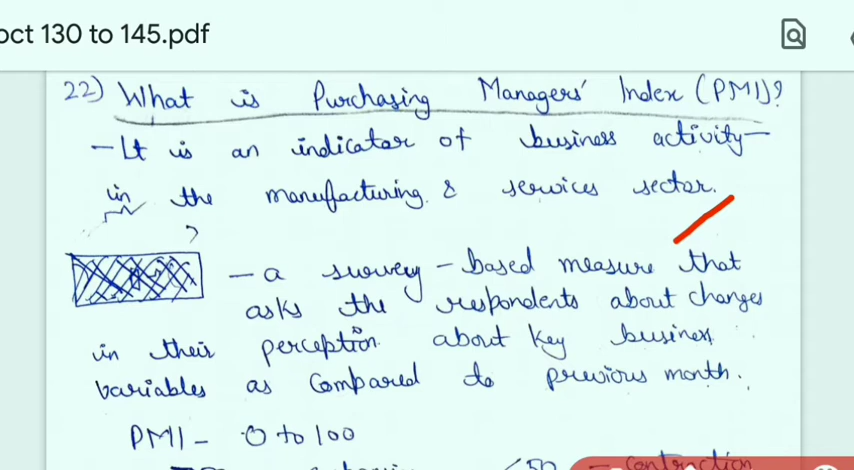 oct 130 to 145.pdf
22) What is Purchasing Managers' Index (PMI)?
- It is an indicator of business activity -
in the manufacturing & services sector.
- a survey - based measure that
asks the respondents about changes
in their perception about key business
variables as compared to previous month.
PMI - 0 to 100
<50 - contraction